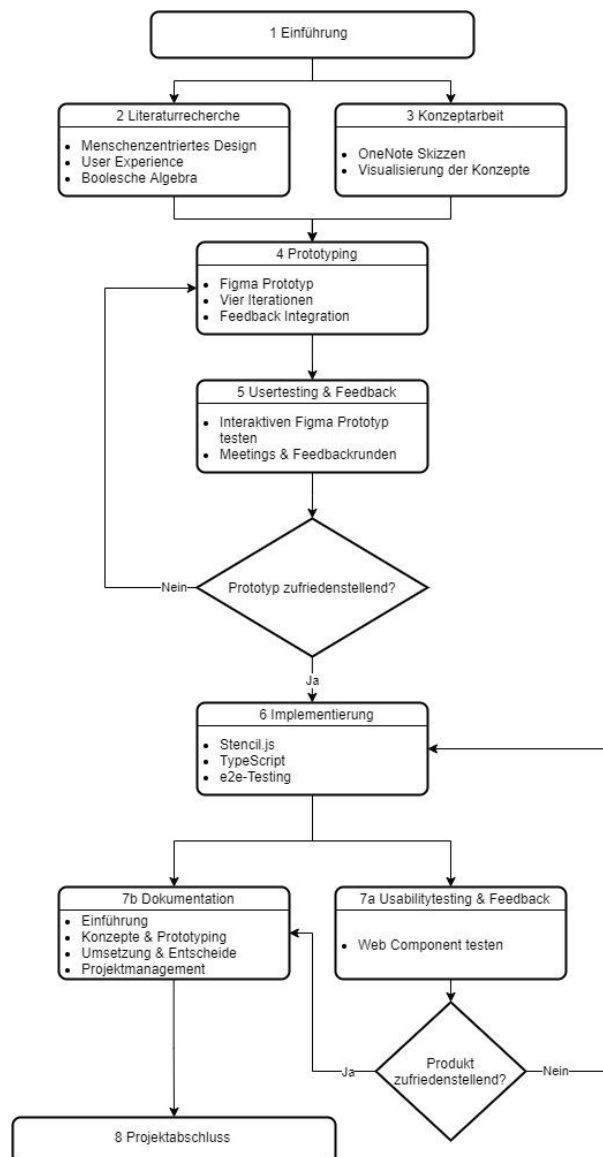 1 Einführung
2 Literaturrecherche
• Menschenzentriertes Design
• User Experience
• Boolesche Algebra
3 Konzeptarbeit
• OneNote Skizzen
• Visualisierung der Konzepte
4 Prototyping
• Figma Prototyp
• Vier Iterationen
• Feedback Integration
5 Usertesting & Feedback
• Interaktiven Figma Prototyp
testen
• Meetings & Feedbackrunden
Prototyp zufriedenstellend?
Nein
Ja
6 Implementierung
• Stencil.js
• TypeScript
• e2e-Testing
7b Dokumentation
• Einführung
• Konzepte & Prototyping
• Umsetzung & Entscheide
• Projektmanagement
7a Usabilitytesting & Feedback
• Web Component testen
Produkt
zufriedenstellend?
Ja
Nein
8 Projektabschluss